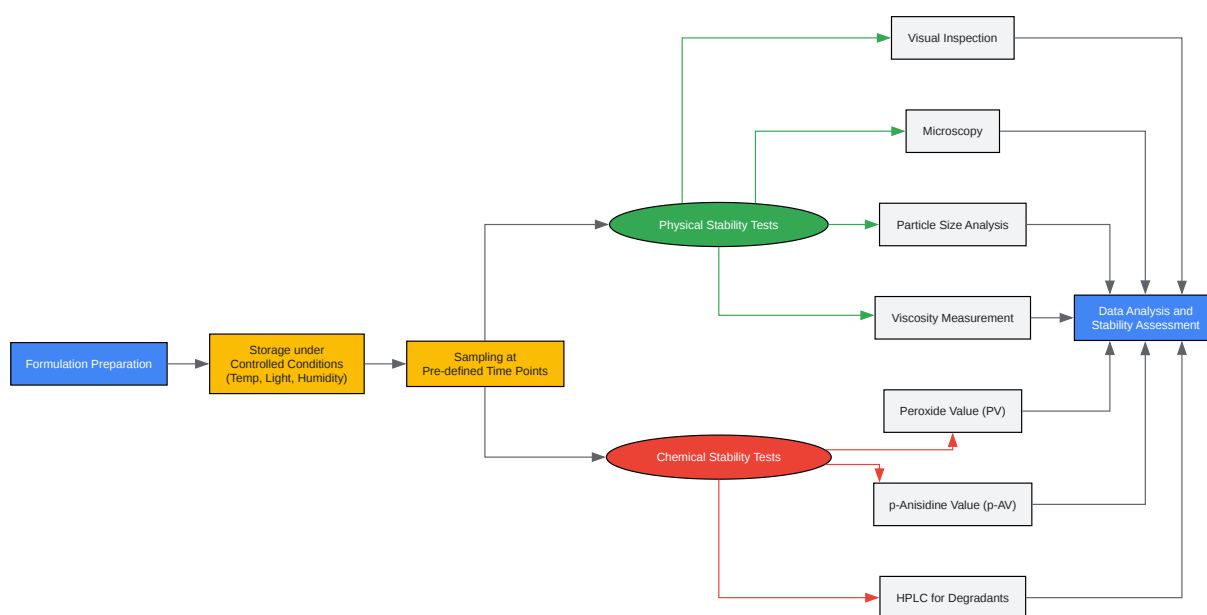 Visual Inspection
Microscopy
Physical Stability Tests
Particle Size Analysis
Viscosity Measurement
Data Analysis and
Stability Assessment
Formulation Preparation
Storage under
Controlled Conditions
(Temp, Light, Humidity)
Sampling at
Pre-defined Time Points
Peroxide Value (PV)
Chemical Stability Tests
p-Anisidine Value (p-AV)
HPLC for Degradants